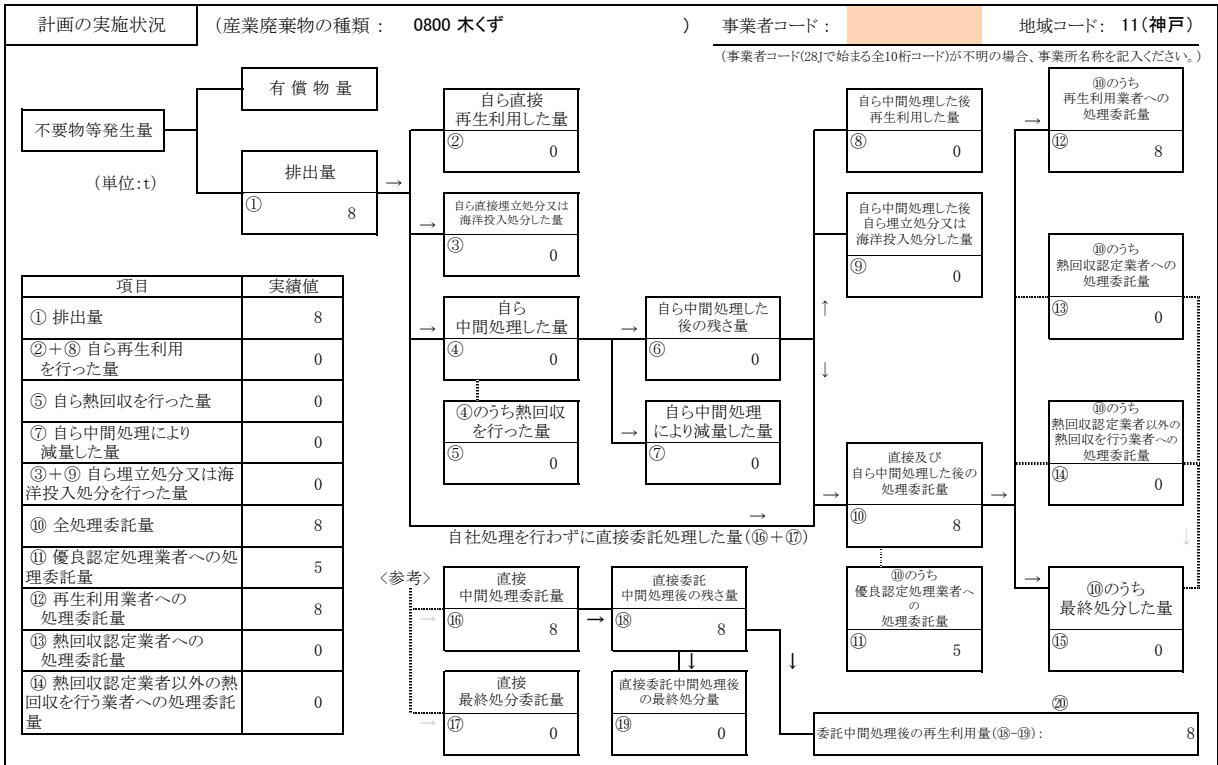 計画の実施状況 (産業廃棄物の種類： 0800 木くず ) 事業者コード： 地域コード： 11(神戸)
(事業者コード(28Jで始まる全10桁コード)が不明の場合、事業所名称を記入ください。)
有 償 物 量
不要物等発生量
(単位:t)
排出量
→
① 8
自ら直接
再生利用した量
② 0
→
自ら直接埋立処分又は
海洋投入処分した量
③ 0
→
自ら
中間処理した量
④ 0
④のうち熱回収
を行った量
⑤ 0
→
自ら中間処理した
後の残さ量
⑥ 0
→
自ら中間処理
により減量した量
⑦ 0
自ら中間処理した後
再生利用した量
⑧ 0
自ら中間処理した後
自ら埋立処分又は
海洋投入処分した量
⑨ 0
↑
↓
→
直接及び
自ら中間処理した後の
処理委託量
⑩ 8
→
⑩のうち
優良認定処理業者へ
の
処理委託量
⑪ 5
→
⑩のうち
再生利用業者への
処理委託量
⑫ 8
⑩のうち
熱回収認定業者への
処理委託量
⑬ 0
⑩のうち
熱回収認定業者以外の
熱回収を行う業者への
処理委託量
⑭ 0
↓
→
⑩のうち
最終処分した量
⑮ 0
→
自社処理を行わずに直接委託処理した量(⑯＋⑰)
項目 実績値
① 排出量 8
②＋⑧ 自ら再生利用
を行った量 0
⑤ 自ら熱回収を行った量 0
⑦ 自ら中間処理により
減量した量 0
③＋⑨ 自ら埋立処分又は海
洋投入処分を行った量 0
⑩ 全処理委託量 8
⑪ 優良認定処理業者への処
理委託量 5
⑫ 再生利用業者への
処理委託量 8
⑬ 熱回収認定業者への
処理委託量 0
⑭ 熱回収認定業者以外の熱
回収を行う業者への処理委託
量 0
〈参考〉
→
直接
中間処理委託量
⑯ 8
→
直接委託
中間処理後の残さ量
⑱ 8
→
直接
最終処分委託量
⑰ 0
↓
直接委託中間処理後
の最終処分量
⑲ 0
↓
⑳
委託中間処理後の再生利用量(⑱-⑲)： 8